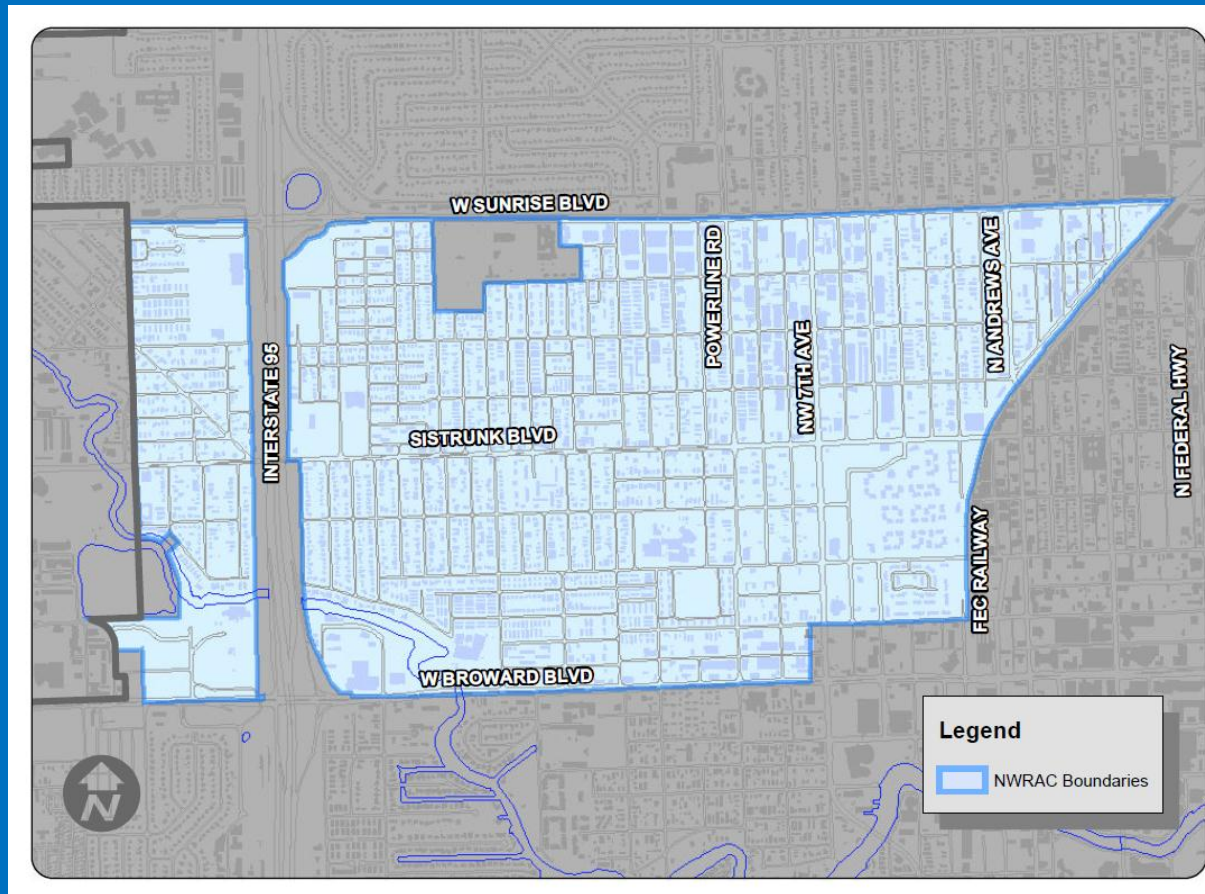 W SUNRISE BLVD
POWERLINE RD
N ANDREWS AVE
NW 7TH AVE
INTERSTATE 95
N FEDERAL HWY
SISTRUNK BLVD
FEC RAILWAY
W BROWARD BLVD
Legend
NWRAC Boundaries
N